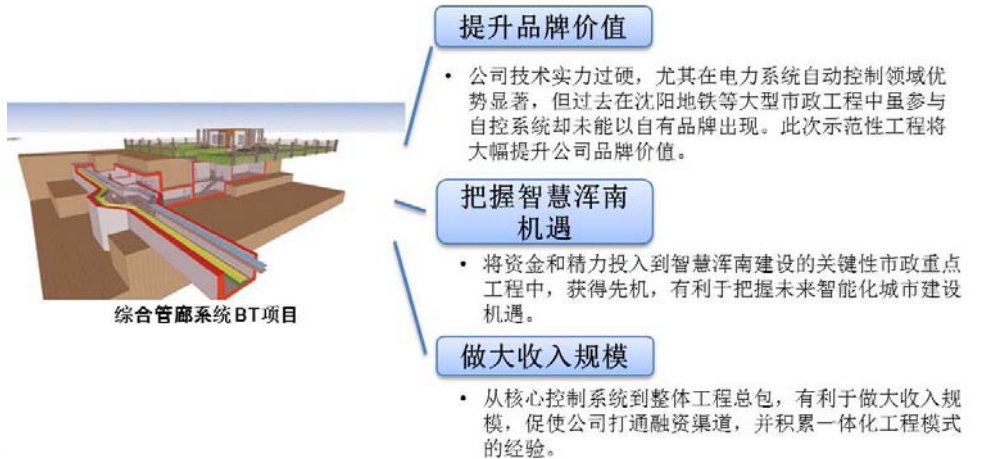 提升品牌价值
• 公司技术实力过硬，尤其在电力系统自动控制领域优
势显著，但过去在沈阳地铁等大型市政工程中虽参与
自控系统却未能以自有品牌出现。此次示范性工程将
大幅提升公司品牌价值。
把握智慧浑南
机遇
• 将资金和精力投入到智慧浑南建设的关键性市政重点
工程中，获得先机，有利于把握未来智能化城市建设
机遇。
综合管廊系统BT项目
做大收入规模
• 从核心控制系统到整体工程总包，有利于做大收入规
模，促使公司打通融资渠道，并积累一体化工程模式
的经验。